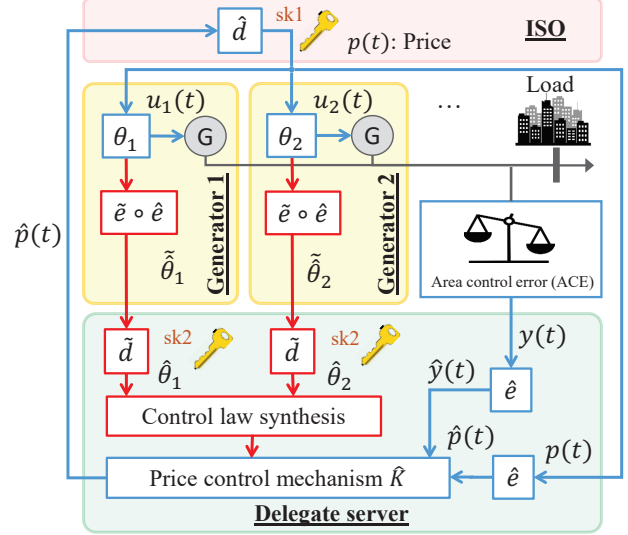 sk1
d̂
p(t): Price
ISO
u₁(t)
u₂(t)
...
Load
θ₁
G
θ₂
G
ẽ ∘ ê
ẽ ∘ ê
Generator 1
Generator 2
p̂(t)
θ̃̂₁
θ̃̂₂
Area control error (ACE)
y(t)
d̃
sk2
d̃
sk2
θ̂₁
θ̂₂
ŷ(t)
ê
Control law synthesis
p̂(t)
p(t)
Price control mechanism K̂
ê
Delegate server